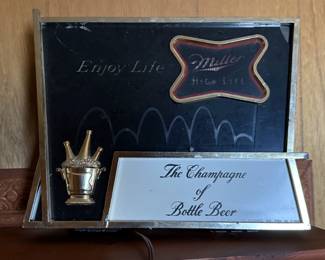 Enjoy Life
Miller
High Life
The Champagne
of
Bottle Beer